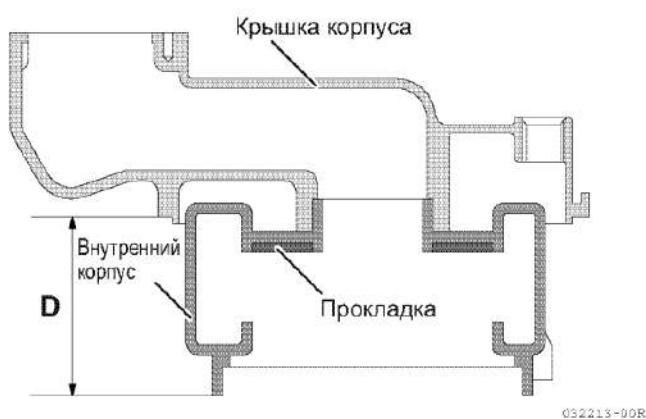 Крышка корпуса
Внутренний
корпус
D
Прокладка
032213-00R